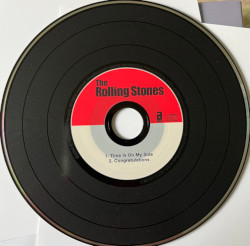 The
Rolling Stones
1. Time Is On My Side
2. Congratulations